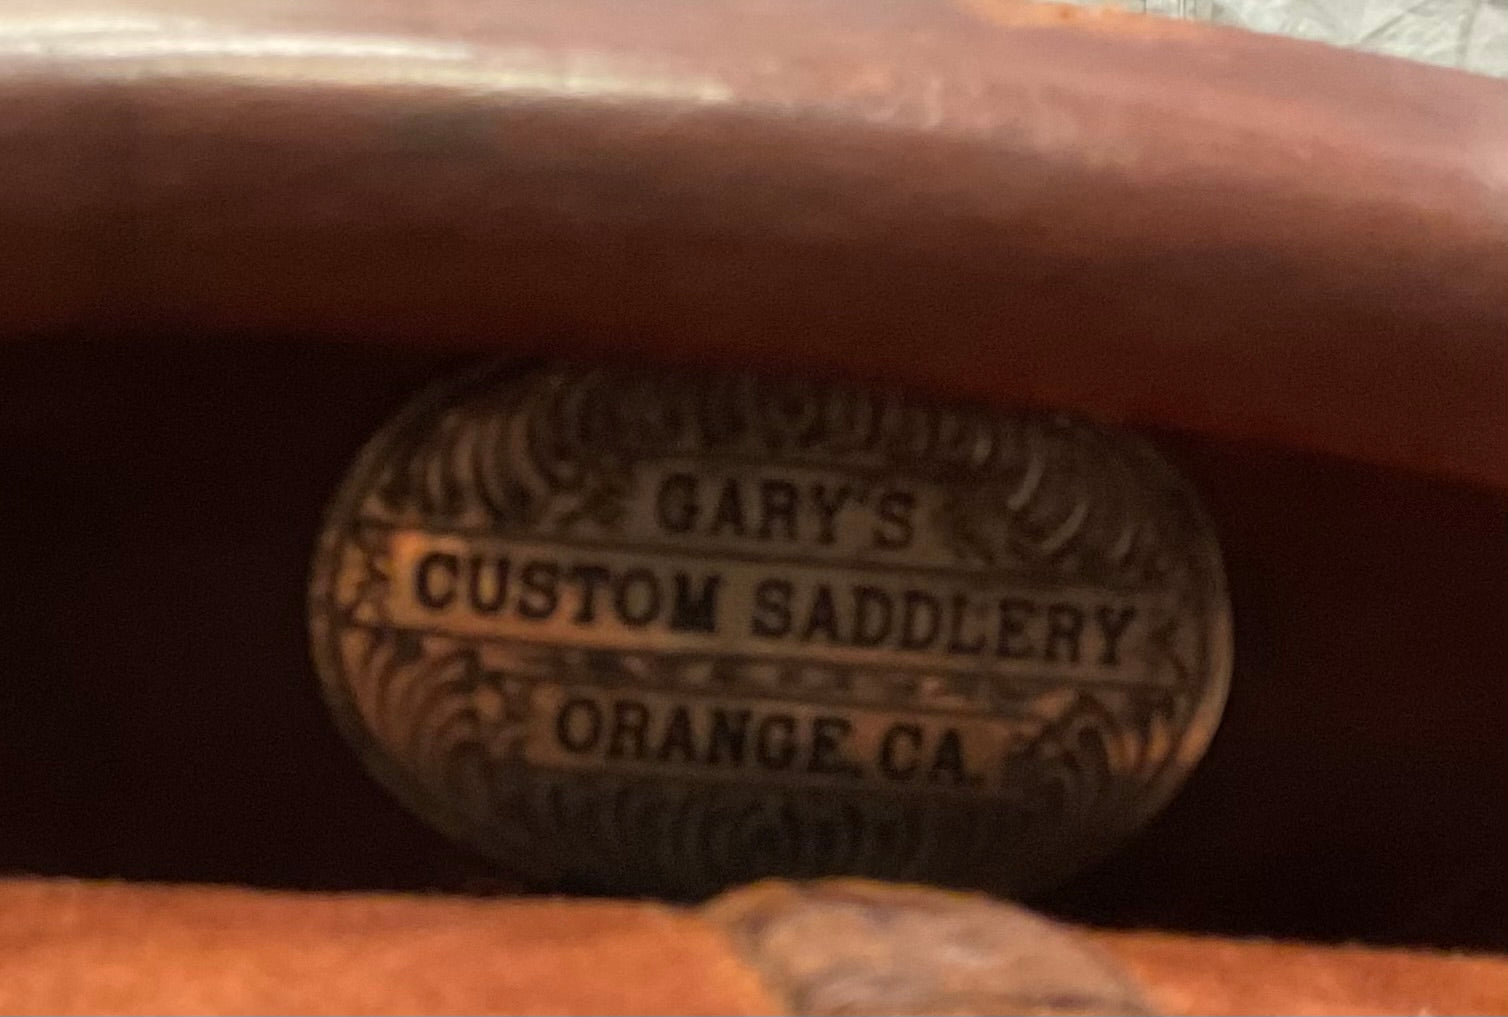 GARY'S
CUSTOM SADDLERY
ORANGE, CA.